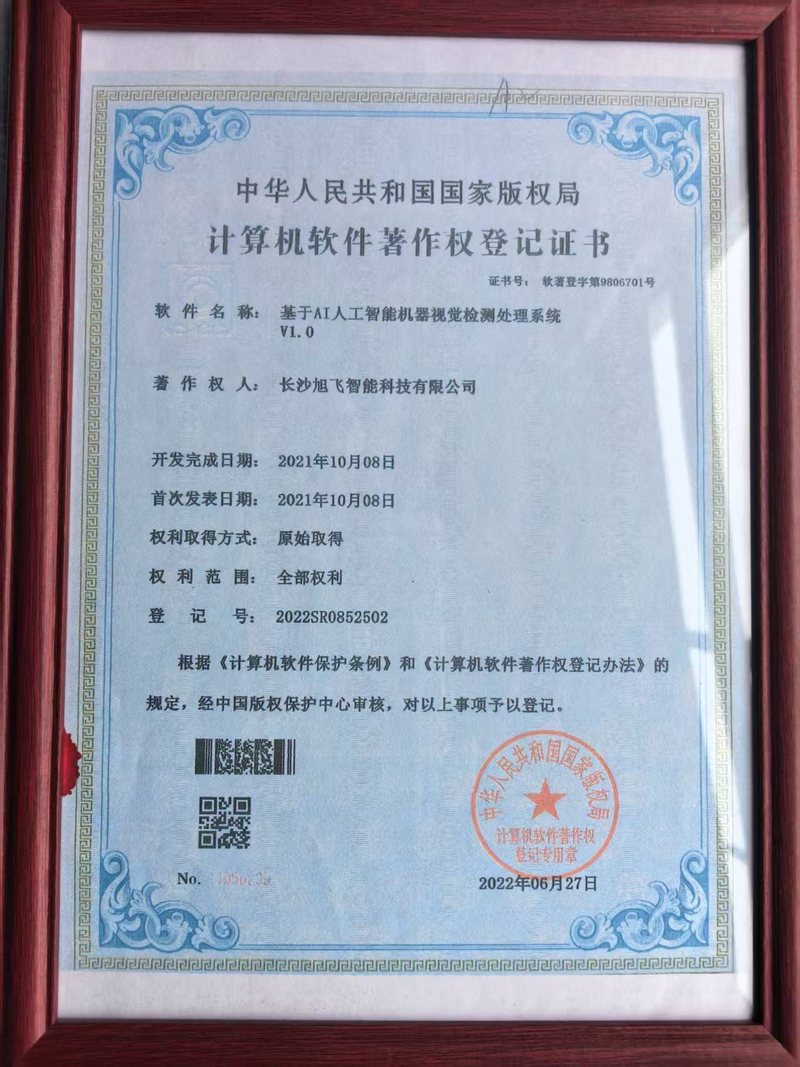 中华人民共和国国家版权局
计算机软件著作权登记证书
证书号： 软著登字第9806701号
软件名称： 基于AI人工智能机器视觉检测处理系统
V1.0
著作权人： 长沙旭飞智能科技有限公司
开发完成日期： 2021年10月08日
首次发表日期： 2021年10月08日
权利取得方式： 原始取得
权利范围： 全部权利
登记号： 2022SR0852502
根据《计算机软件保护条例》和《计算机软件著作权登记办法》的
规定，经中国版权保护中心审核，对以上事项予以登记。
中华人民共和国国家版权局
计算机软件著作权
登记专用章
No.
2022年06月27日